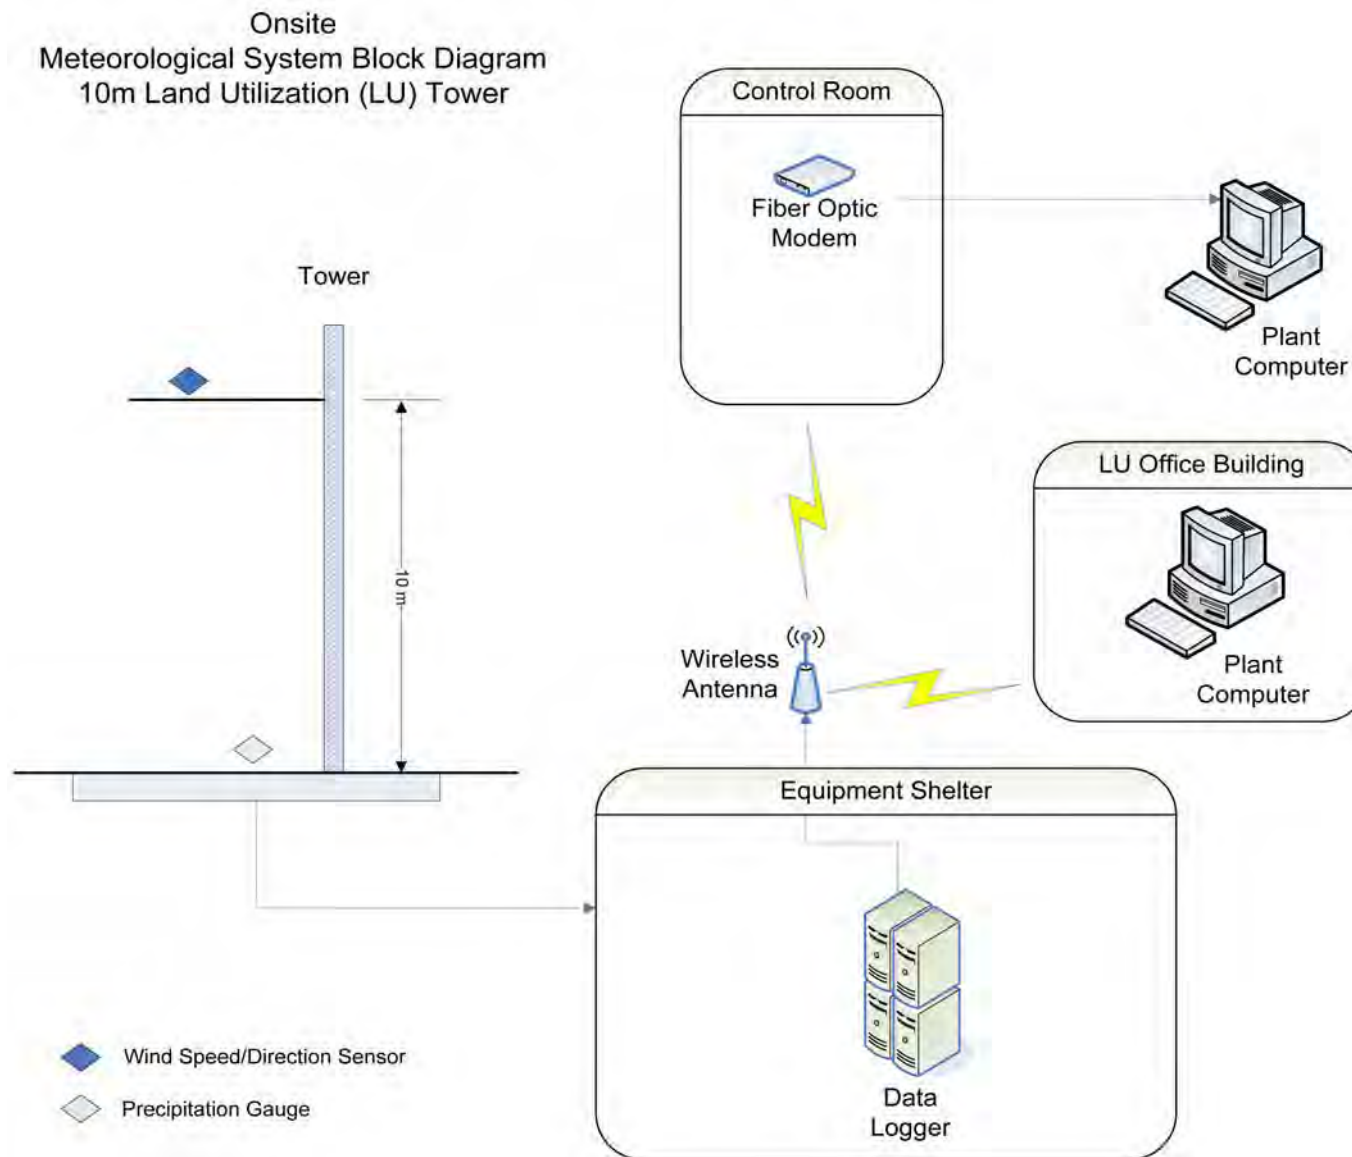 Onsite
Meteorological System Block Diagram
10m Land Utilization (LU) Tower
Control Room
Fiber Optic
Modem
Plant
Computer
Tower
10 m
LU Office Building
Plant
Computer
Wireless
Antenna
Equipment Shelter
Data
Logger
Wind Speed/Direction Sensor
Precipitation Gauge